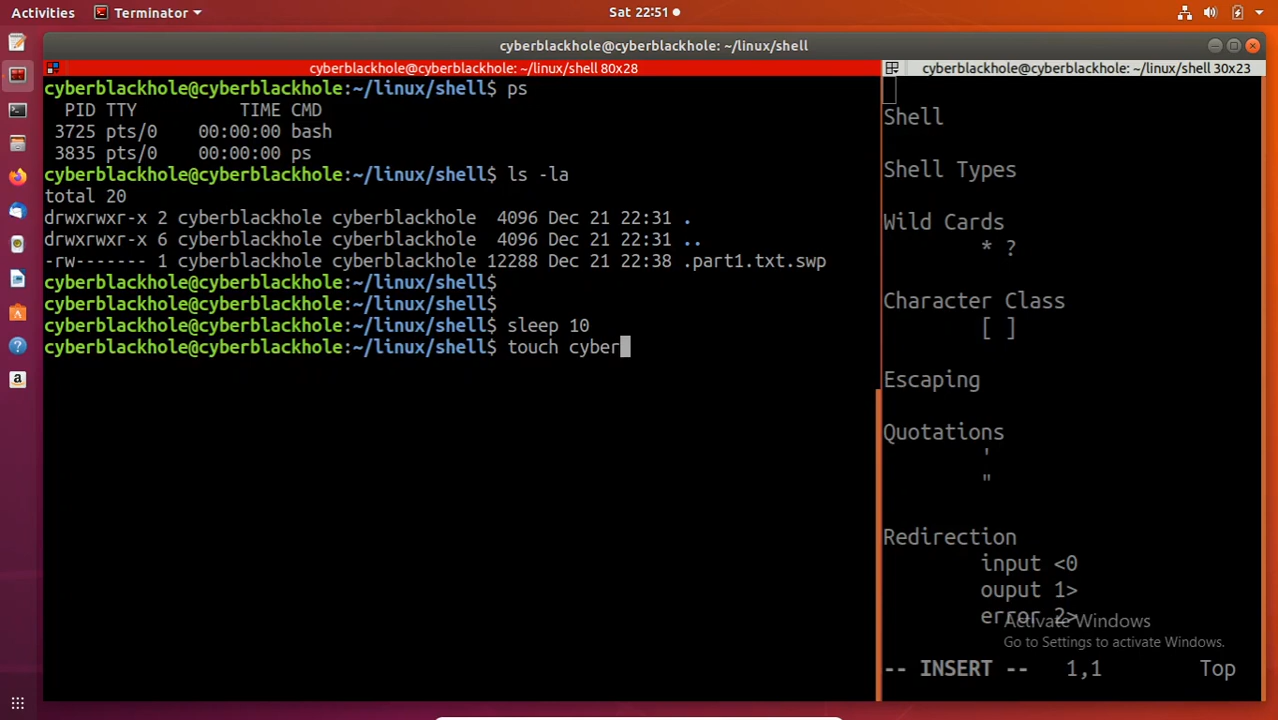 Activities
Terminator
Sat 22:51
cyberblackhole@cyberblackhole: ~/linux/shell
cyberblackhole@cyberblackhole: ~/linux/shell 80x28
cyberblackhole@cyberblackhole:~/linux/shell$ ps
  PID TTY          TIME CMD
 3725 pts/0    00:00:00 bash
 3835 pts/0    00:00:00 ps
cyberblackhole@cyberblackhole:~/linux/shell$ ls -la
total 20
drwxrwxr-x 2 cyberblackhole cyberblackhole  4096 Dec 21 22:31 .
drwxrwxr-x 6 cyberblackhole cyberblackhole  4096 Dec 21 22:31 ..
-rw------- 1 cyberblackhole cyberblackhole 12288 Dec 21 22:38 .part1.txt.swp
cyberblackhole@cyberblackhole:~/linux/shell$
cyberblackhole@cyberblackhole:~/linux/shell$
cyberblackhole@cyberblackhole:~/linux/shell$ sleep 10
cyberblackhole@cyberblackhole:~/linux/shell$ touch cyber
cyberblackhole@cyberblackhole: ~/linux/shell 30x23
Shell
Shell Types
Wild Cards
* ?
Character Class
[ ]
Escaping
Quotations
'
"
Redirection
input <0
ouput 1>
error 2>
Activate Windows
Go to Settings to activate Windows.
-- INSERT --   1,1   Top